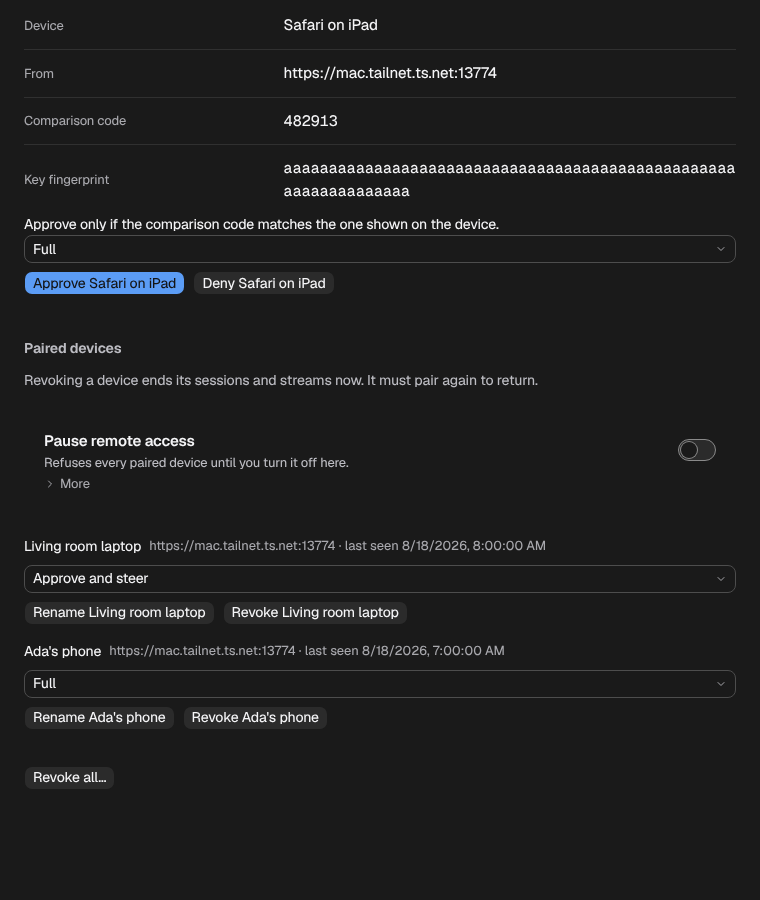 Device
Safari on iPad
From
https://mac.tailnet.ts.net:13774
Comparison code
482913
Key fingerprint
aaaaaaaaaaaaaaaaaaaaaaaaaaaaaaaaaaaaaaaaaaaaaaaaaa
aaaaaaaaaaaaaa
Approve only if the comparison code matches the one shown on the device.
Full
Approve Safari on iPad
Deny Safari on iPad
Paired devices
Revoking a device ends its sessions and streams now. It must pair again to return.
Pause remote access
Refuses every paired device until you turn it off here.
More
Living room laptop https://mac.tailnet.ts.net:13774 · last seen 8/18/2026, 8:00:00 AM
Approve and steer
Rename Living room laptop
Revoke Living room laptop
Ada's phone https://mac.tailnet.ts.net:13774 · last seen 8/18/2026, 7:00:00 AM
Full
Rename Ada's phone
Revoke Ada's phone
Revoke all...